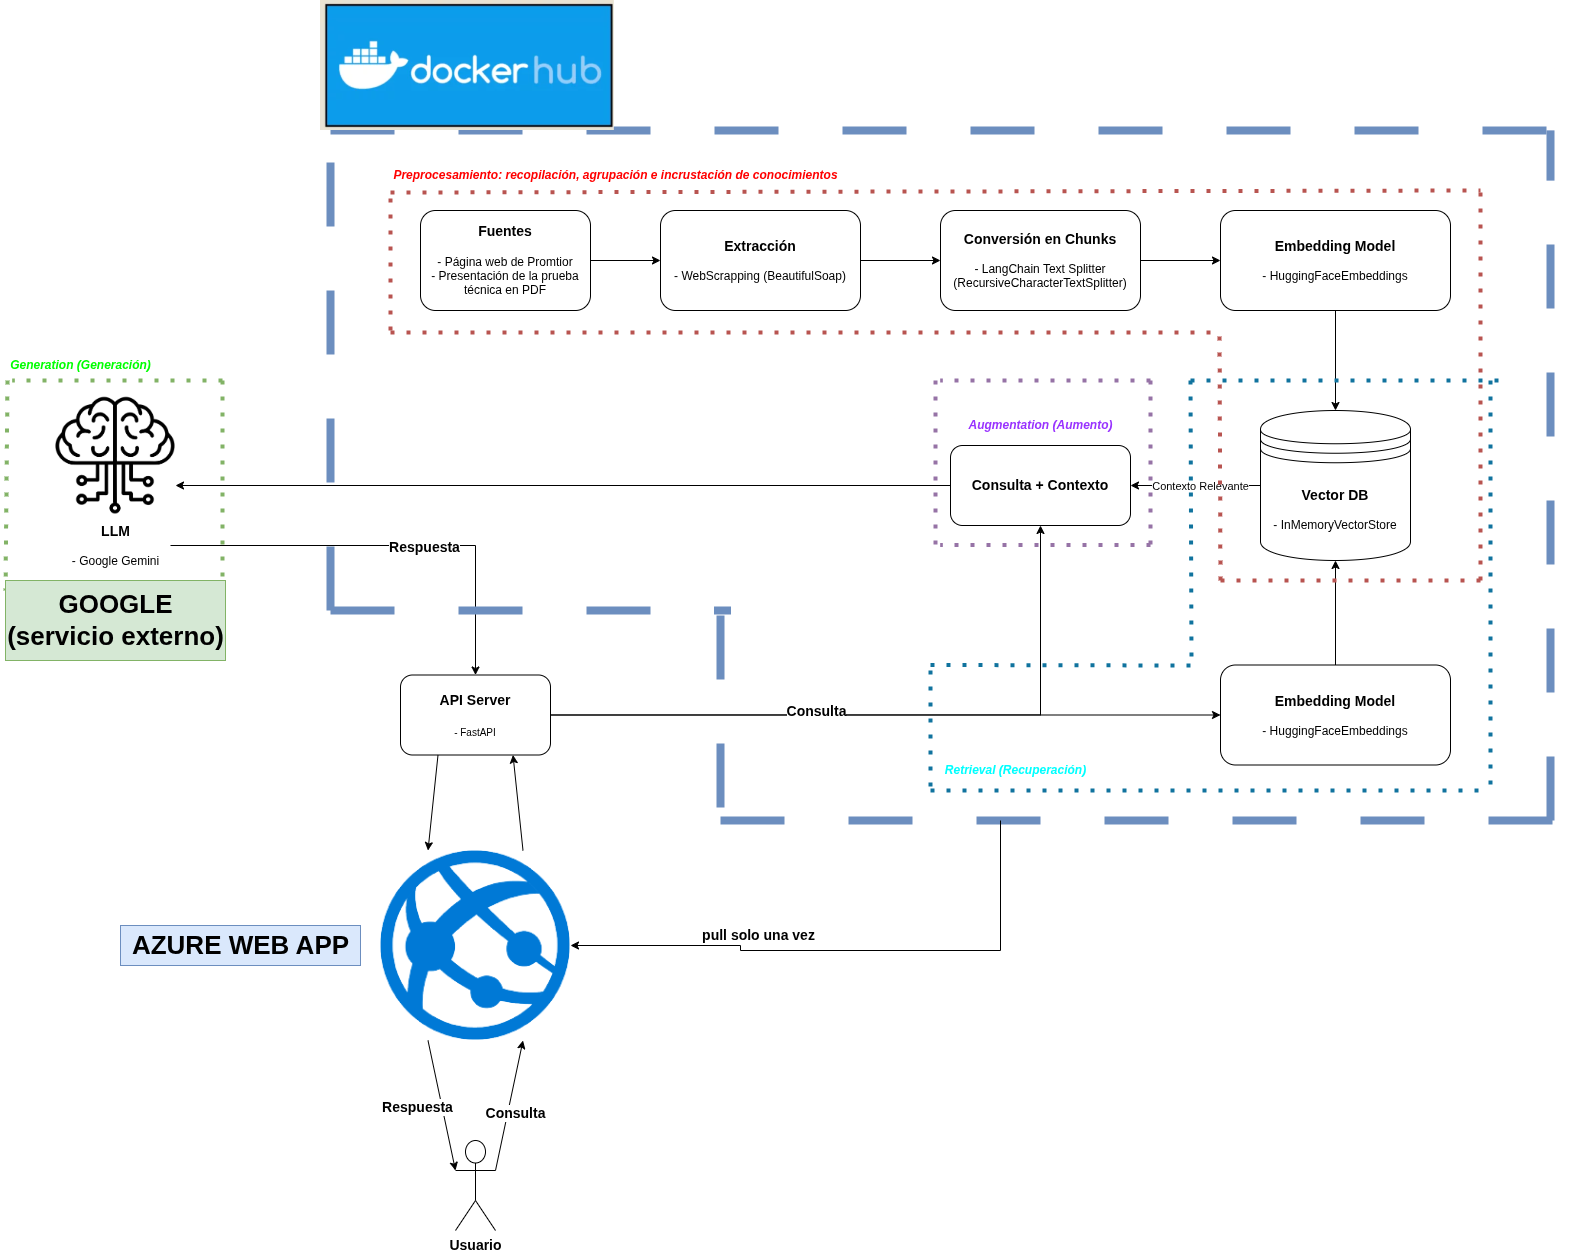 docker hub
Preprocesamiento: recopilación, agrupación e incrustación de conocimientos
Fuentes
- Página web de Promtior
- Presentación de la prueba
técnica en PDF
Extracción
- WebScrapping (BeautifulSoap)
Conversión en Chunks
- LangChain Text Splitter
(RecursiveCharacterTextSplitter)
Embedding Model
- HuggingFaceEmbeddings
Generation (Generación)
LLM
- Google Gemini
GOOGLE
(servicio externo)
Augmentation (Aumento)
Consulta + Contexto
Contexto Relevante
Vector DB
- InMemoryVectorStore
Respuesta
API Server
- FastAPI
Consulta
Embedding Model
- HuggingFaceEmbeddings
Retrieval (Recuperación)
AZURE WEB APP
pull solo una vez
Respuesta
Consulta
Usuario